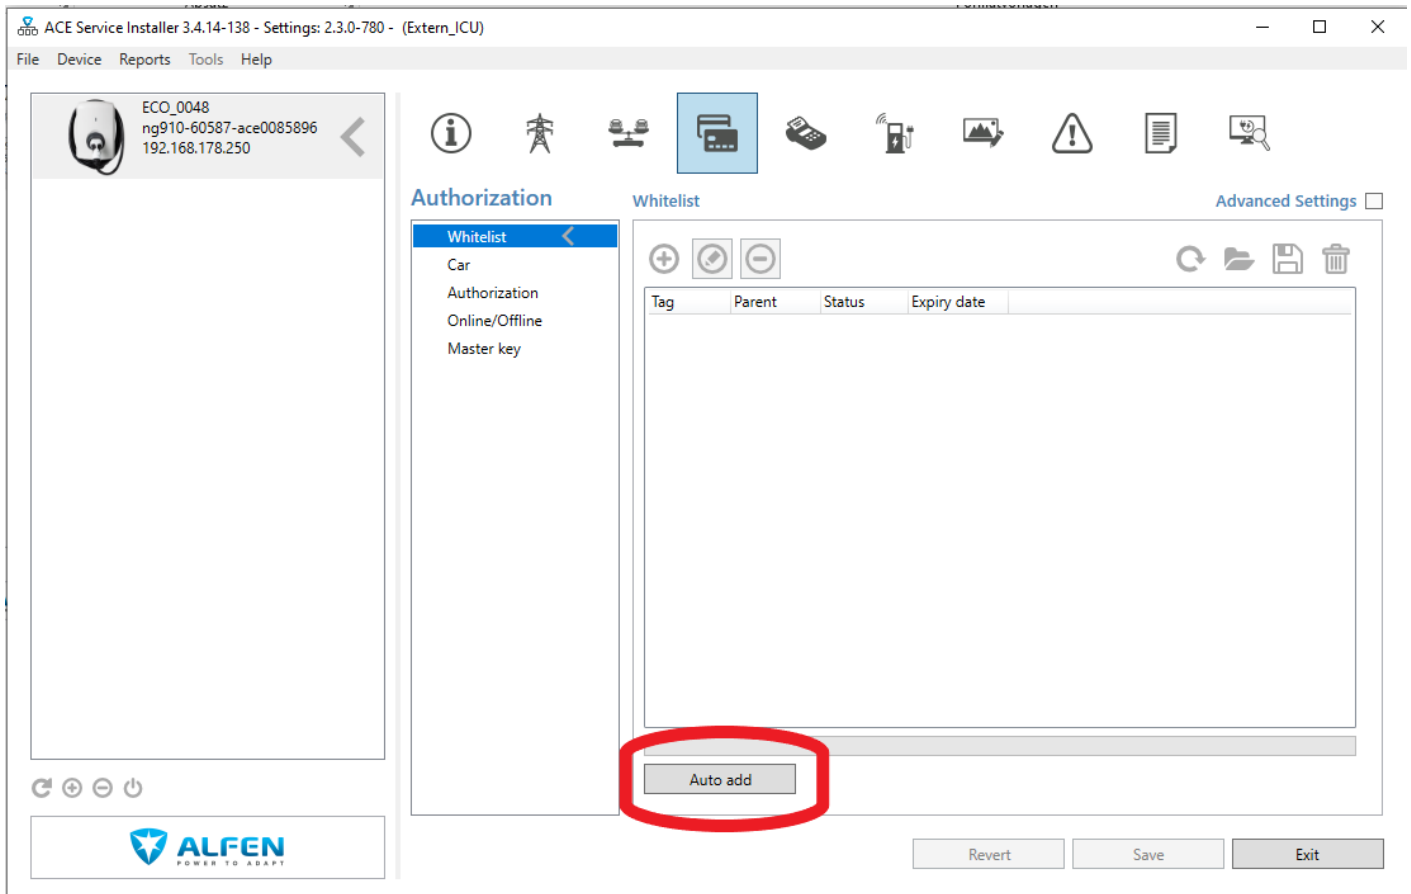 ACE Service Installer 3.4.14-138 - Settings: 2.3.0-780 - (Extern_ICU)
File Device Reports Tools Help
ECO_0048
ng910-60587-ace0085896
192.168.178.250
Authorization
Whitelist
Car
Authorization
Online/Offline
Master key
Whitelist
Advanced Settings
Tag Parent Status Expiry date
Auto add
ALFEN
POWER TO ADAPT
Revert Save Exit